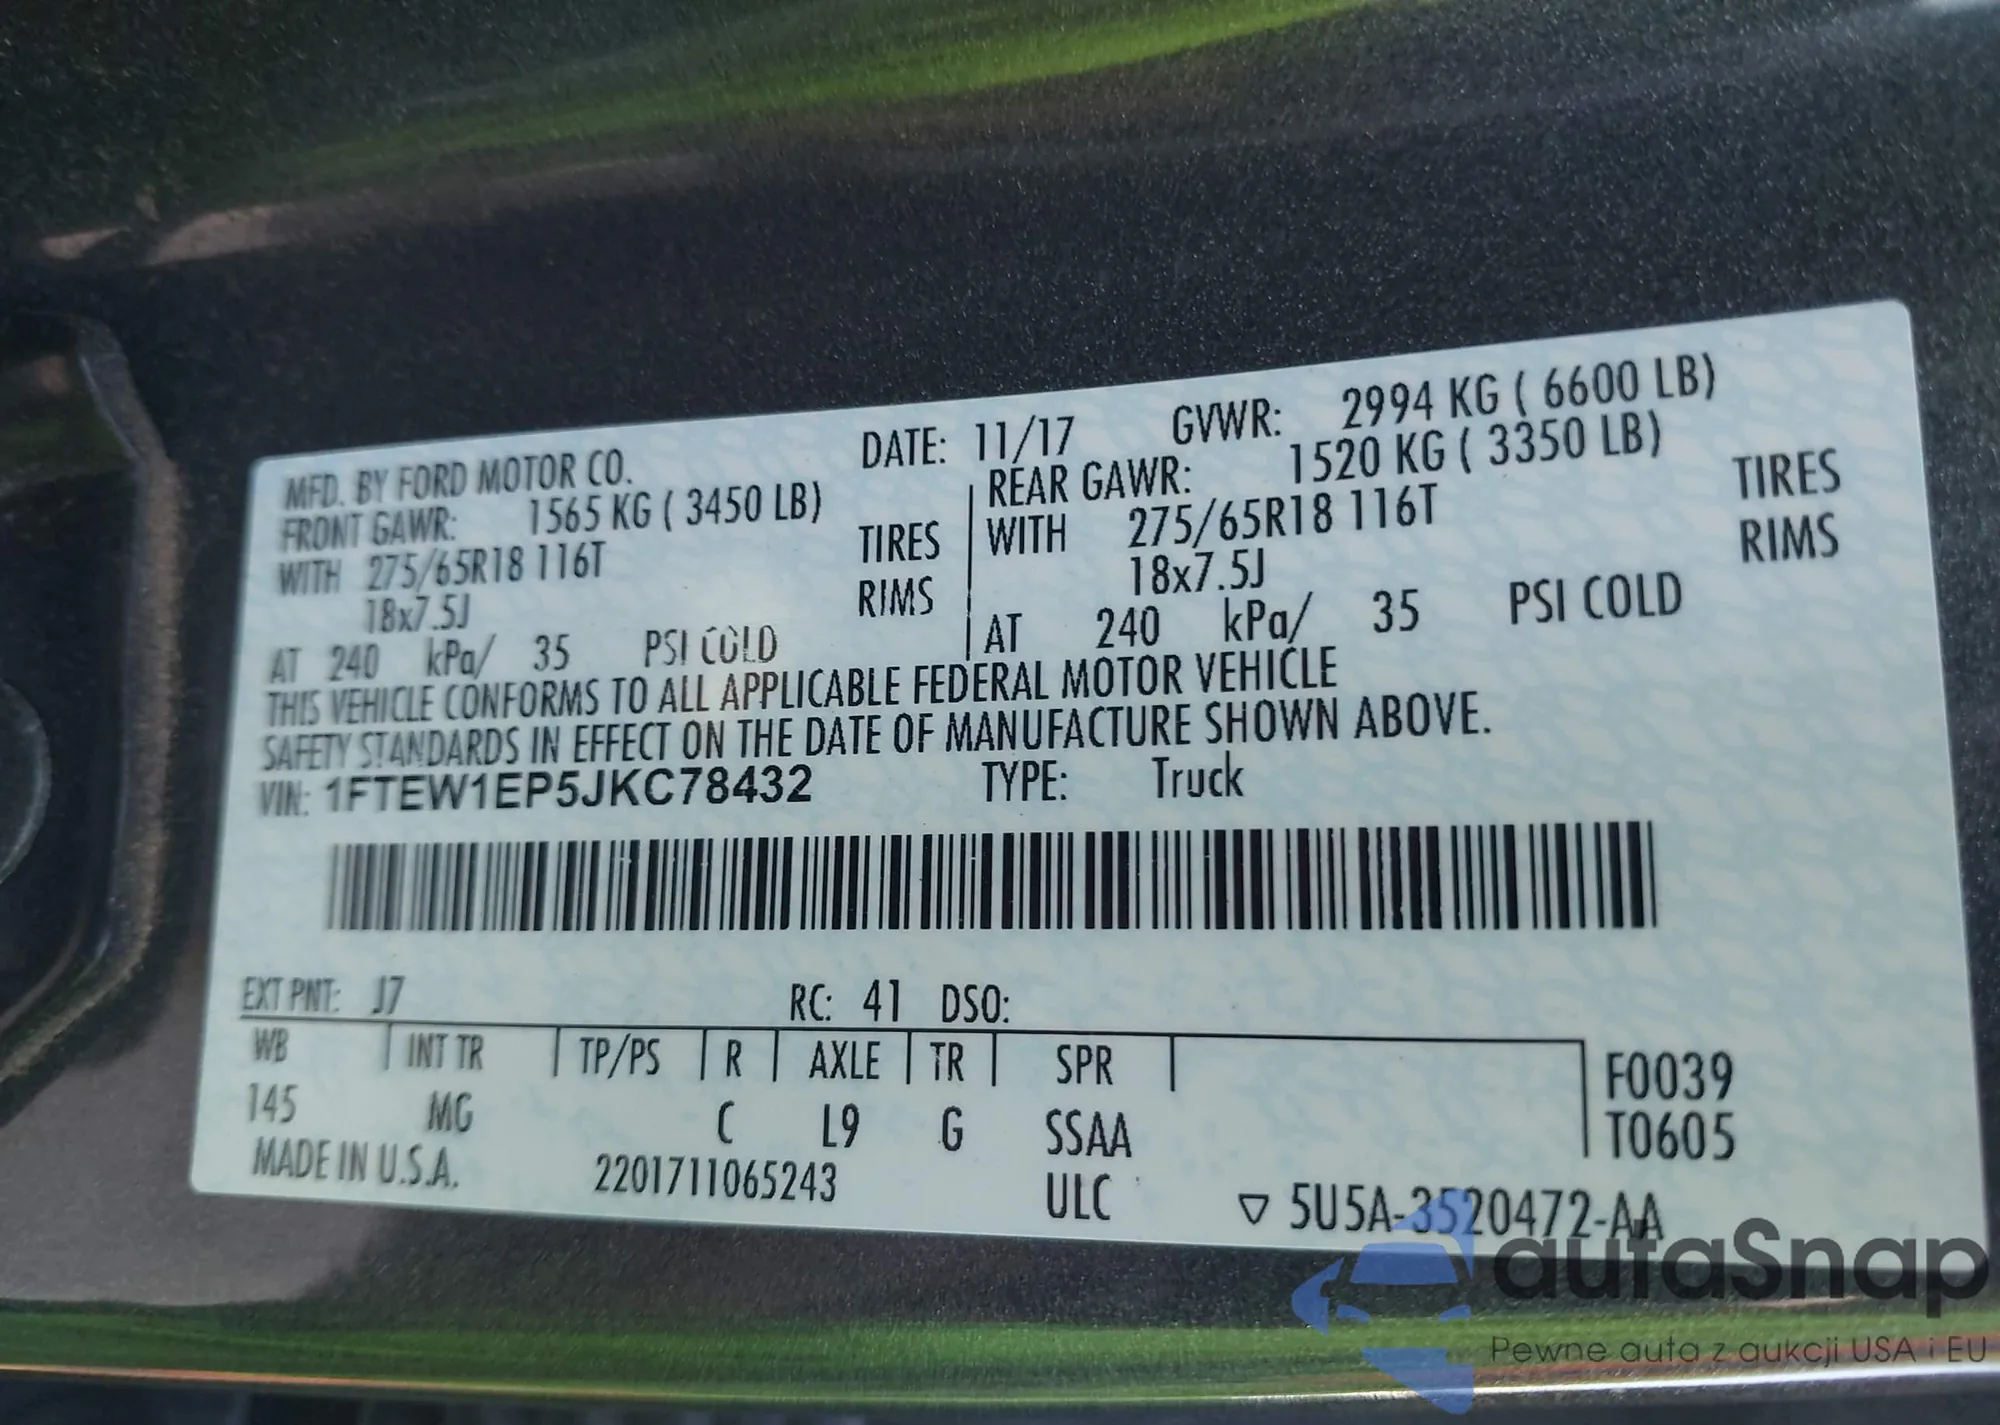 MFD. BY FORD MOTOR CO. DATE: 11/17 GVWR: 2994 KG ( 6600 LB)
FRONT GAWR: 1565 KG ( 3450 LB) REAR GAWR: 1520 KG ( 3350 LB)
WITH 275/65R18 116T TIRES WITH 275/65R18 116T TIRES
18x7.5J RIMS 18x7.5J RIMS
AT 240 kPa/ 35 PSI COLD AT 240 kPa/ 35 PSI COLD
THIS VEHICLE CONFORMS TO ALL APPLICABLE FEDERAL MOTOR VEHICLE
SAFETY STANDARDS IN EFFECT ON THE DATE OF MANUFACTURE SHOWN ABOVE.
VIN: 1FTEW1EP5JKC78432 TYPE: Truck
EXT PNT: J7 RC: 41 DSO:
WB INT TR TP/PS R AXLE TR SPR F0039
145 MG C L9 G SSAA T0605
MADE IN U.S.A. 2201711065243 ULC ▽ 5U5A-3520472-AA
autaSnap
Pewne auta z aukcji USA i EU